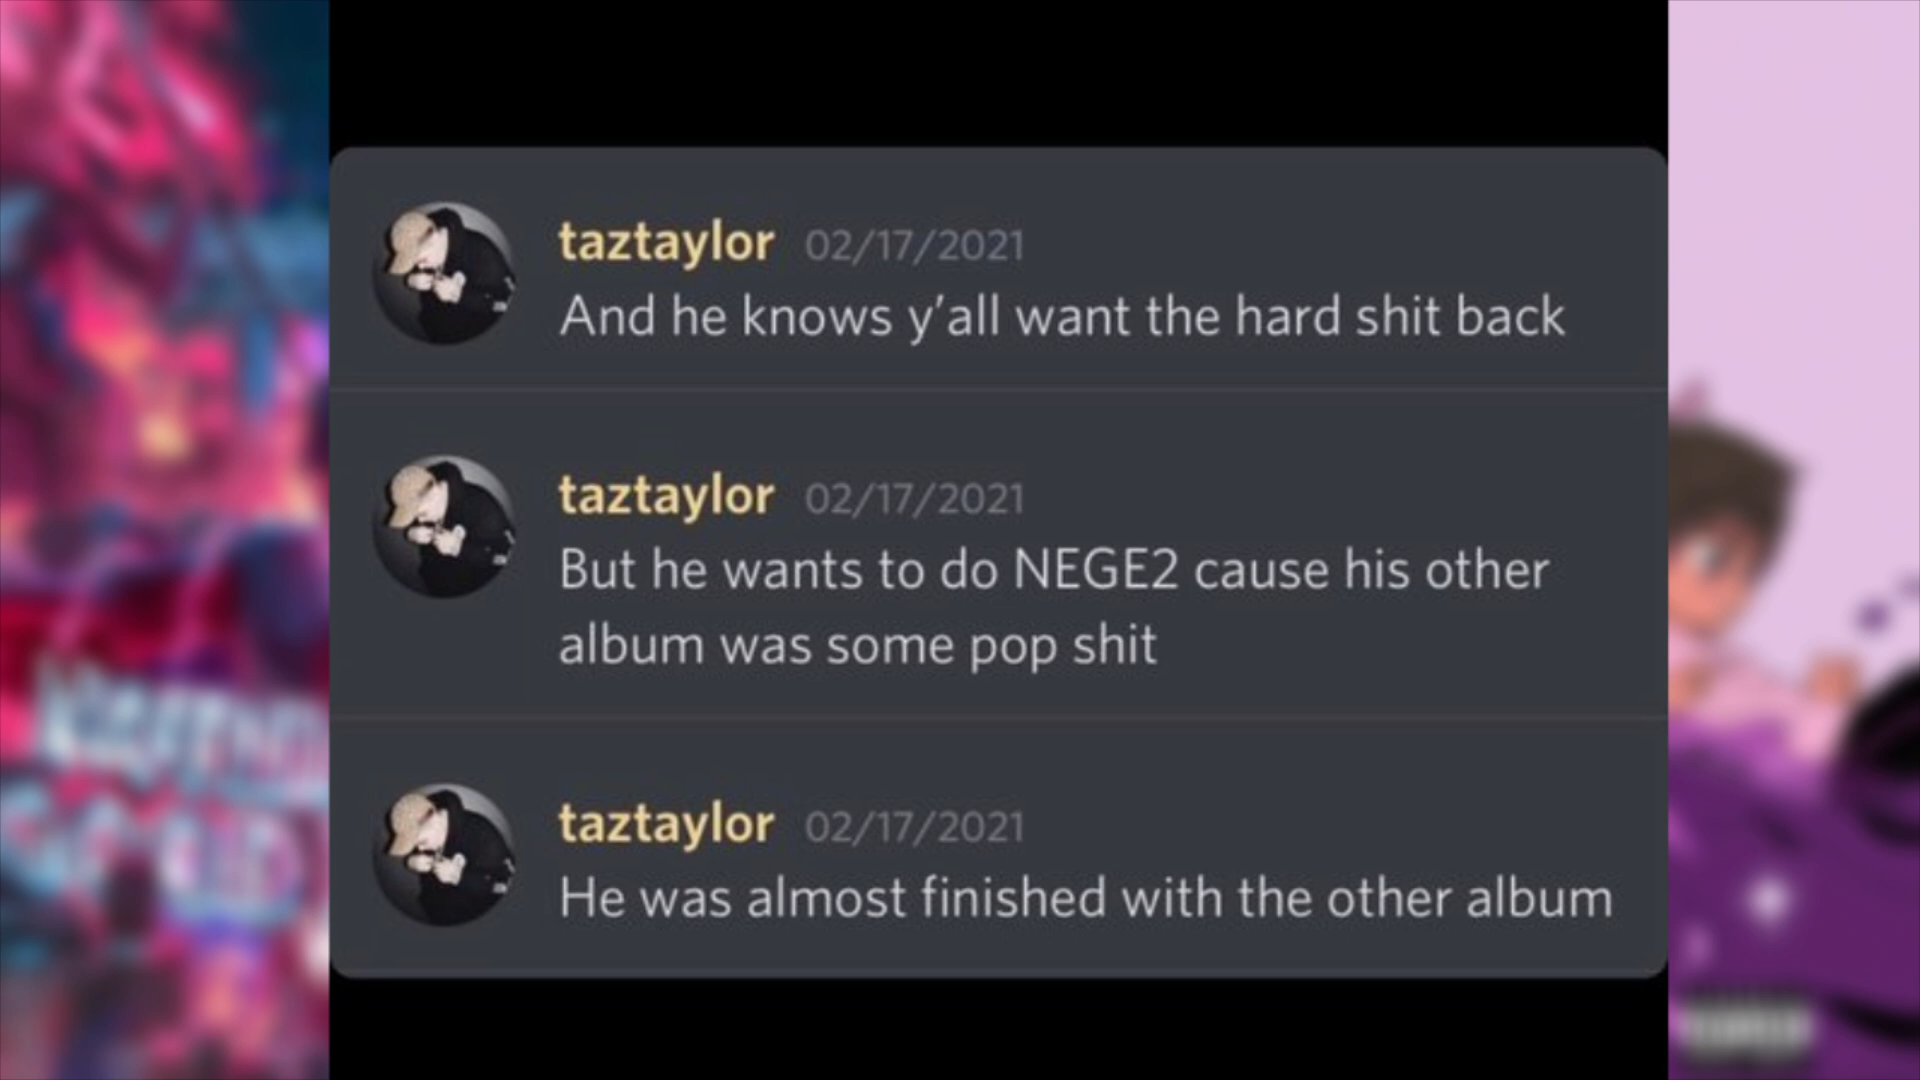 taztaylor 02/17/2021
And he knows y’all want the hard shit back
taztaylor 02/17/2021
But he wants to do NEGE2 cause his other
album was some pop shit
taztaylor 02/17/2021
He was almost finished with the other album